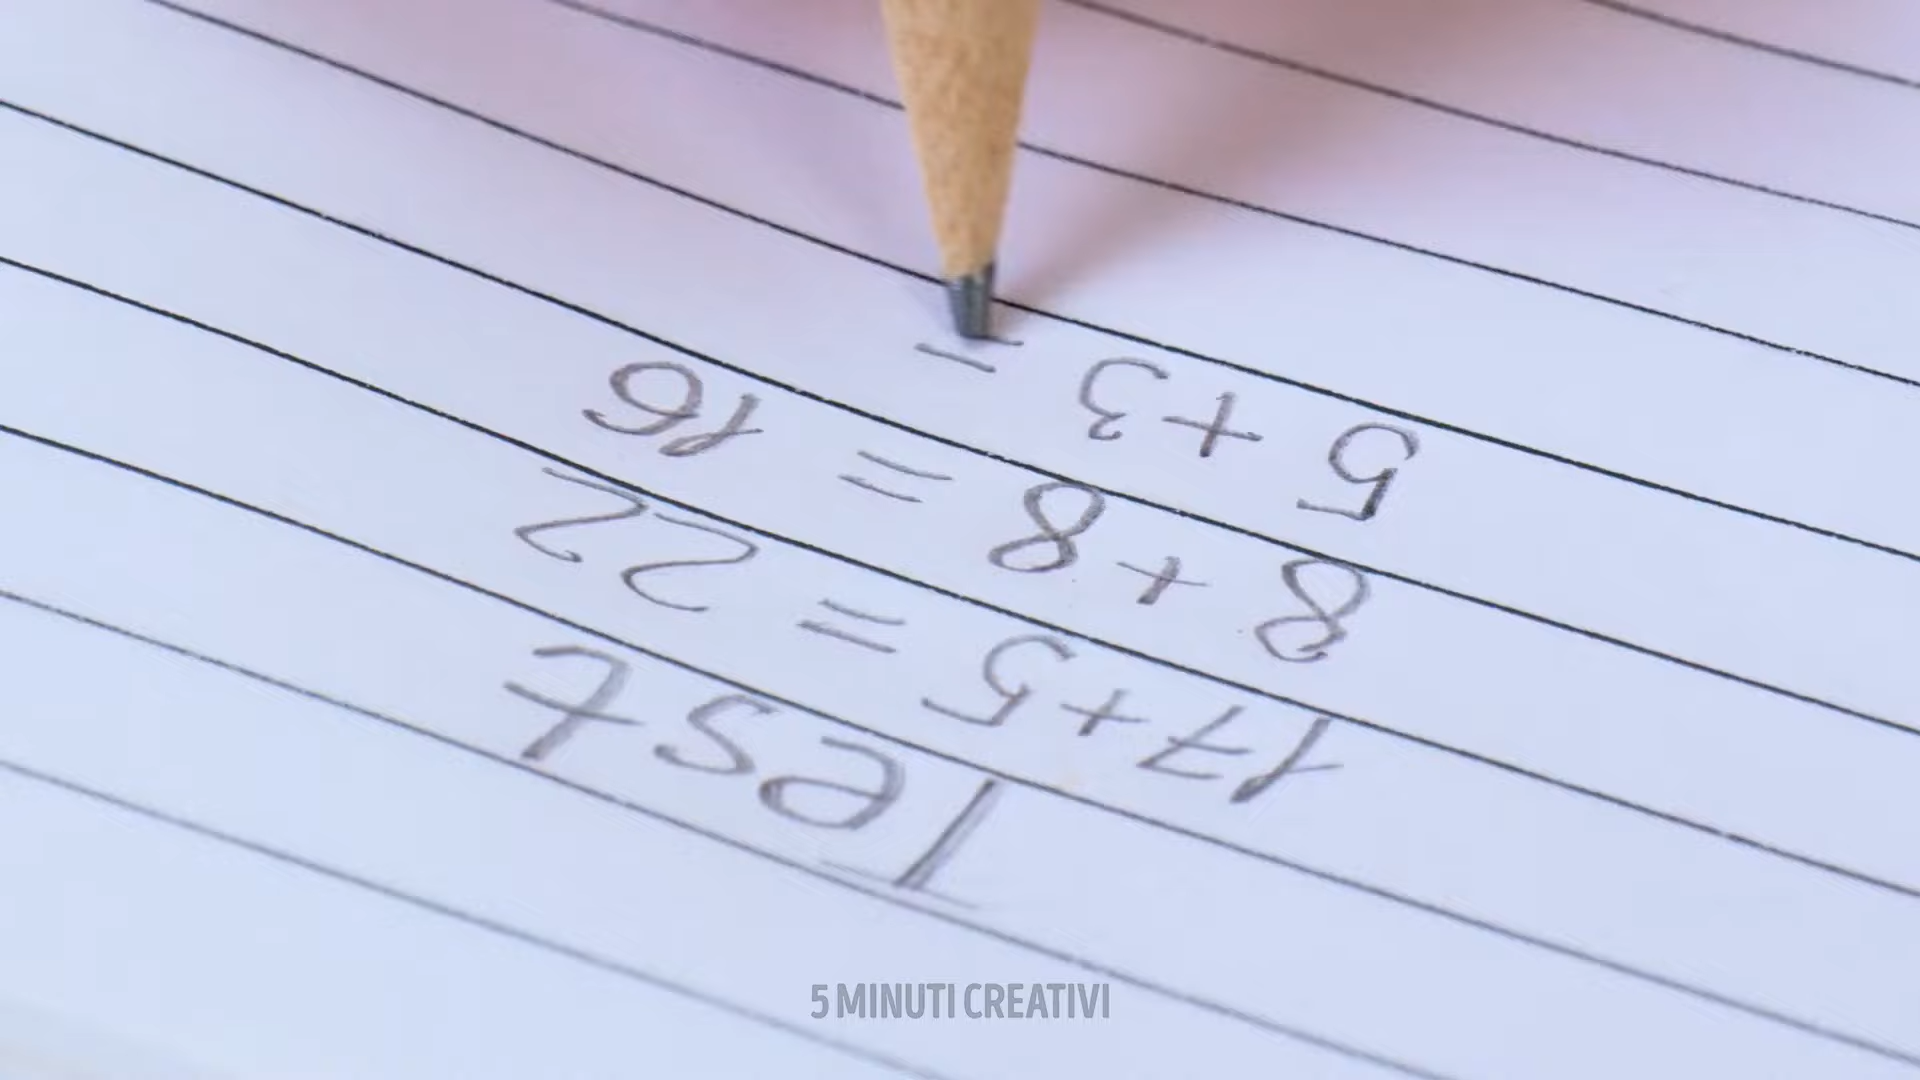 Test
17+5 = 22
8+8 = 16
5+3 =
5 MINUTI CREATIVI